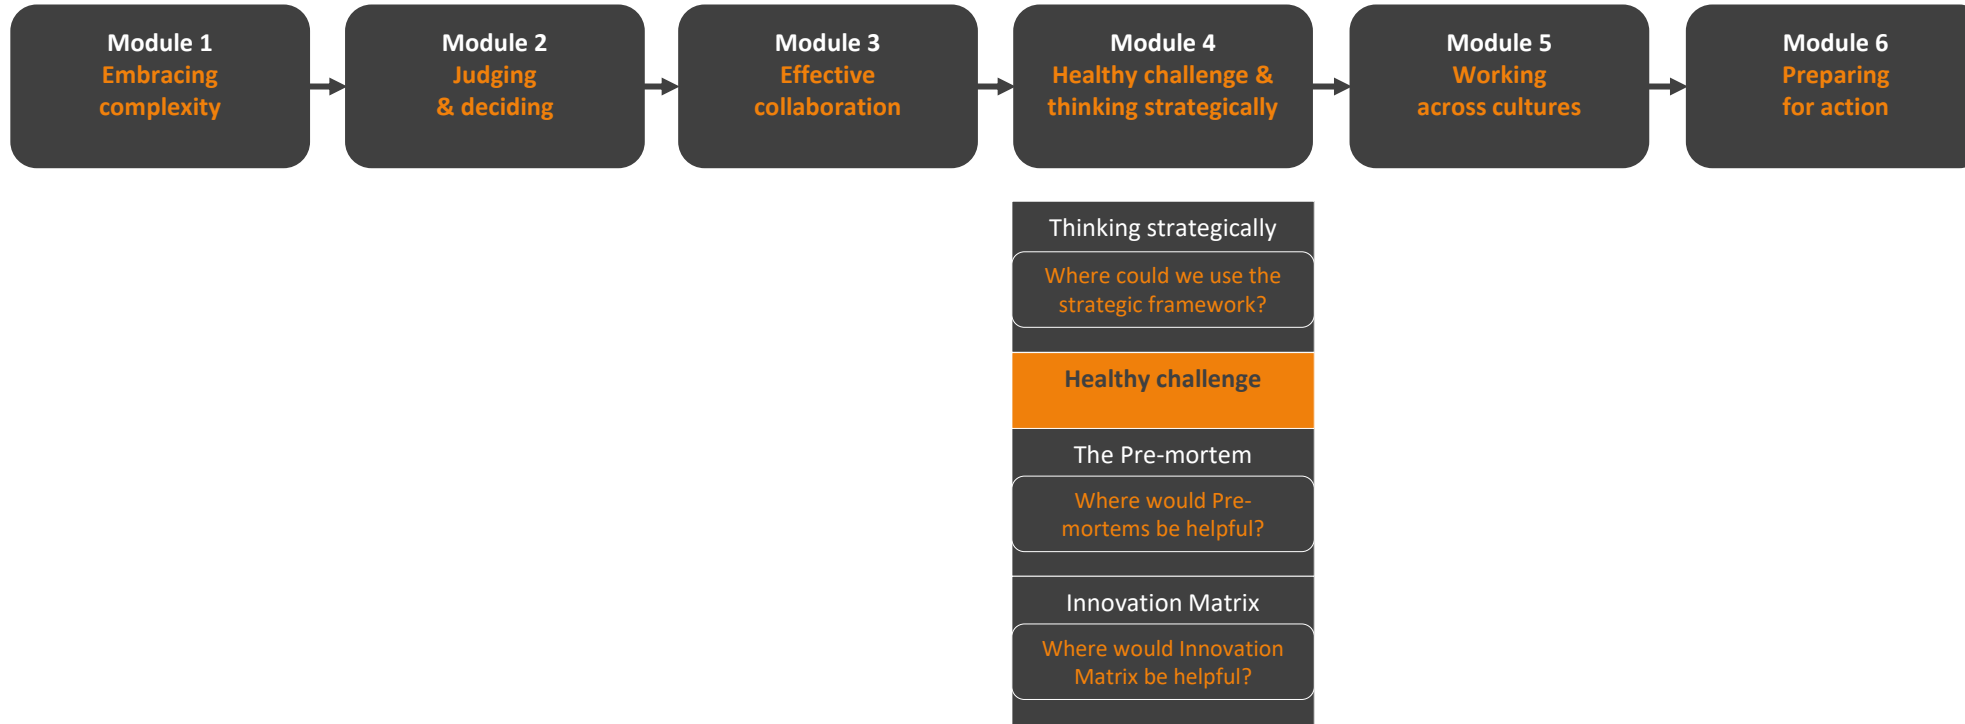 Module 1
Embracing
complexity
Module 2
Judging
& deciding
Module 3
Effective
collaboration
Module 4
Healthy challenge &
thinking strategically
Module 5
Working
across cultures
Module 6
Preparing
for action
Thinking strategically
Where could we use the
strategic framework?
Healthy challenge
The Pre-mortem
Where would Pre-
mortems be helpful?
Innovation Matrix
Where would Innovation
Matrix be helpful?